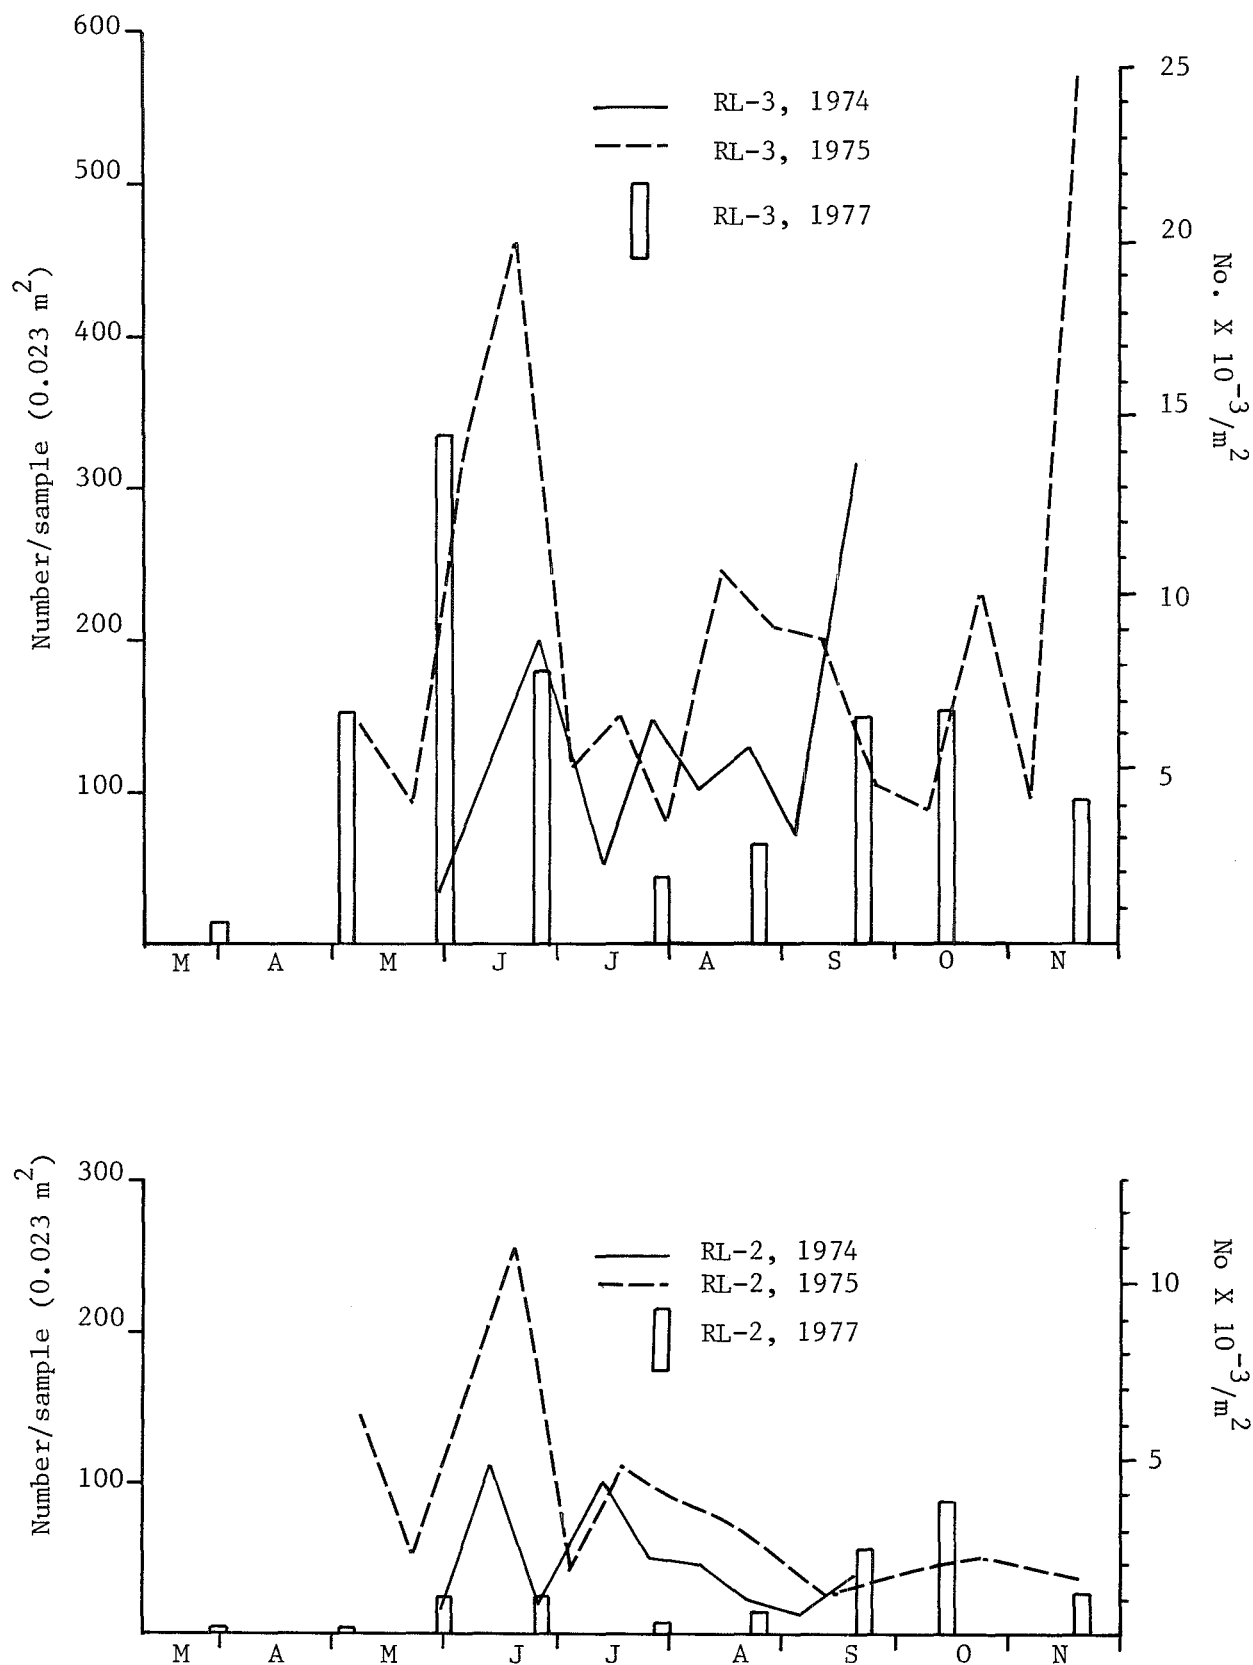 600
500
400
300
200
100
Number/sample (0.023 m2)
RL-3, 1974
RL-3, 1975
RL-3, 1977
25
20
15
10
5
No. X 10-3/m2
M A M J J A S O N
300
200
100
Number/sample (0.023 m2)
RL-2, 1974
RL-2, 1975
RL-2, 1977
10
5
No X 10-3/m2
M A M J J A S O N